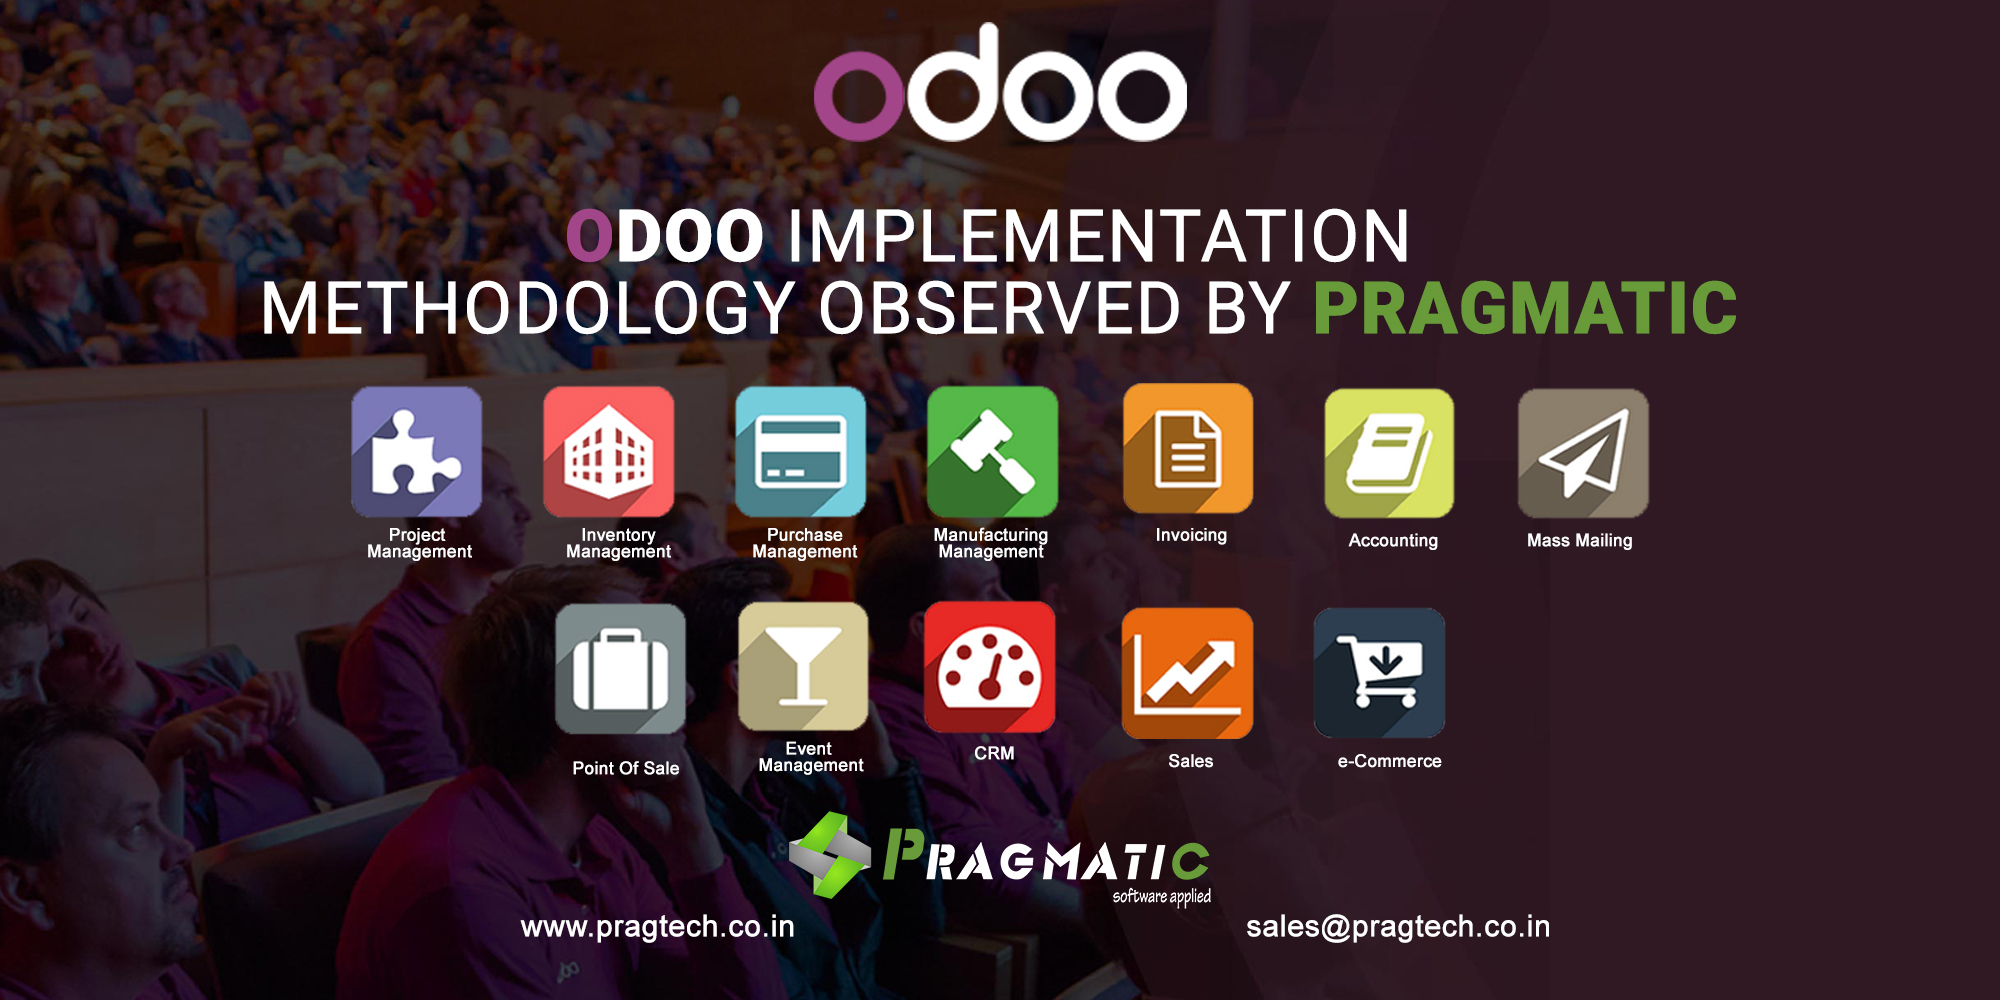 odoo
ODOO IMPLEMENTATION
METHODOLOGY OBSERVED BY PRAGMATIC
Project
Management
Inventory
Management
Purchase
Management
Manufacturing
Management
Invoicing
Accounting
Mass Mailing
Point Of Sale
Event
Management
CRM
Sales
e-Commerce
PRAGMATIC
software applied
www.pragtech.co.in
sales@pragtech.co.in